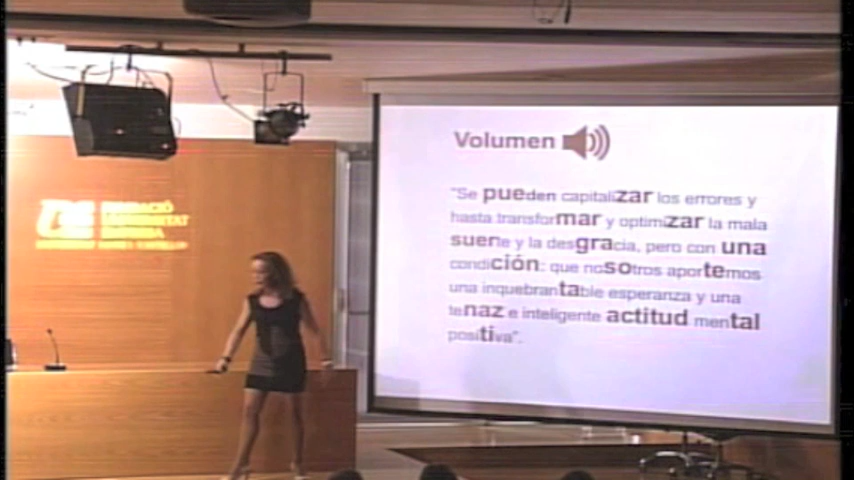 FUNDACIÓ
UNIVERSITAT
Volumen
"Se pueden capitalizar los errores y
hasta transformar y optimizar la mala
suerte y la desgracia, pero con una
condición: que nosotros aportemos
una inquebrantable esperanza y una
tenaz e inteligente actitud mental
positiva".